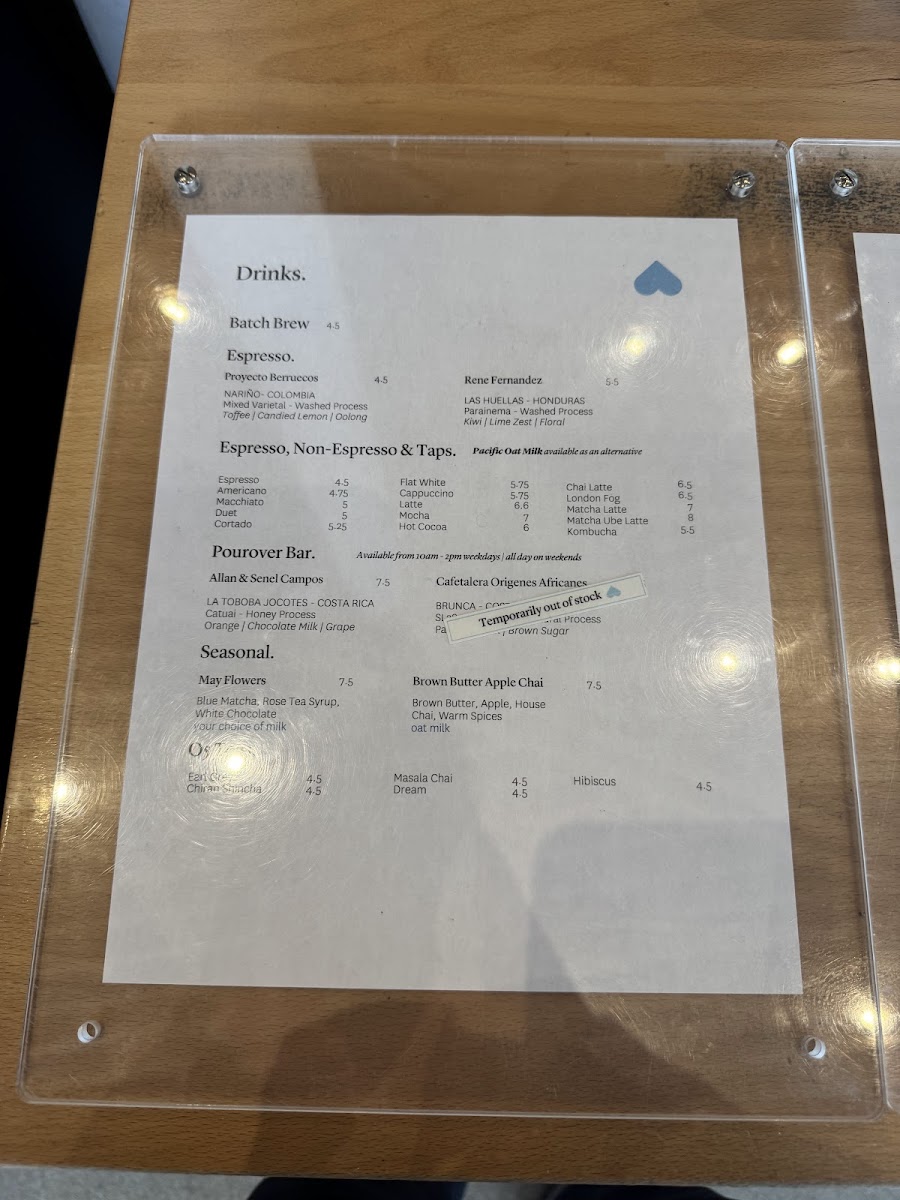 Drinks.
Batch Brew 4.5
Espresso.
Proyecto Berruecos 4.5
NARIÑO- COLOMBIA
Mixed Varietal - Washed Process
Toffee | Candied Lemon | Oolong
Rene Fernandez 5.5
LAS HUELLAS - HONDURAS
Parainema - Washed Process
Kiwi | Lime Zest | Floral
Espresso, Non-Espresso & Taps. Pacific Oat Milk available as an alternative
Espresso 4.5
Americano 4.75
Macchiato 5
Duet 5
Cortado 5.25
Flat White 5.75
Cappuccino 5.75
Latte 6.6
Mocha 7
Hot Cocoa 6
Chai Latte 6.5
London Fog 6.5
Matcha Latte 7
Matcha Ube Latte 8
Kombucha 5.5
Pourover Bar. Available from 10am - 2pm weekdays | all day on weekends
Allan & Senel Campos 7.5
LA TOBOBA JOCOTES - COSTA RICA
Catuai - Honey Process
Orange | Chocolate Milk | Grape
Cafetalera Origenes Africanes
BRUNCA -
Temporarily out of stock
Process
| Brown Sugar
Seasonal.
May Flowers 7.5
Blue Matcha, Rose Tea Syrup,
White Chocolate
your choice of milk
Brown Butter Apple Chai 7.5
Brown Butter, Apple, House
Chai, Warm Spices
oat milk
Earl 4.5
Chiran Shincha 4.5
Masala Chai 4.5
Dream 4.5
Hibiscus 4.5